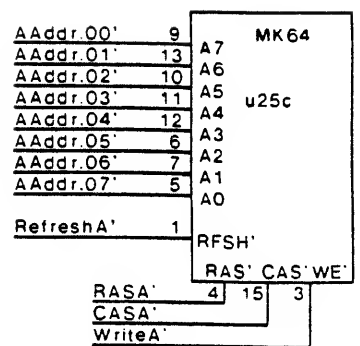 AAddr.00' 9 A7 MK64
AAddr.01' 13 A6
AAddr.02' 10 A5
AAddr.03' 11 A4 u25c
AAddr.04' 12 A3
AAddr.05' 6 A2
AAddr.06' 7 A1
AAddr.07' 5 A0
RefreshA' 1 RFSH'
RAS' CAS' WE'
RASA' 4 15 3
CASA'
WriteA'